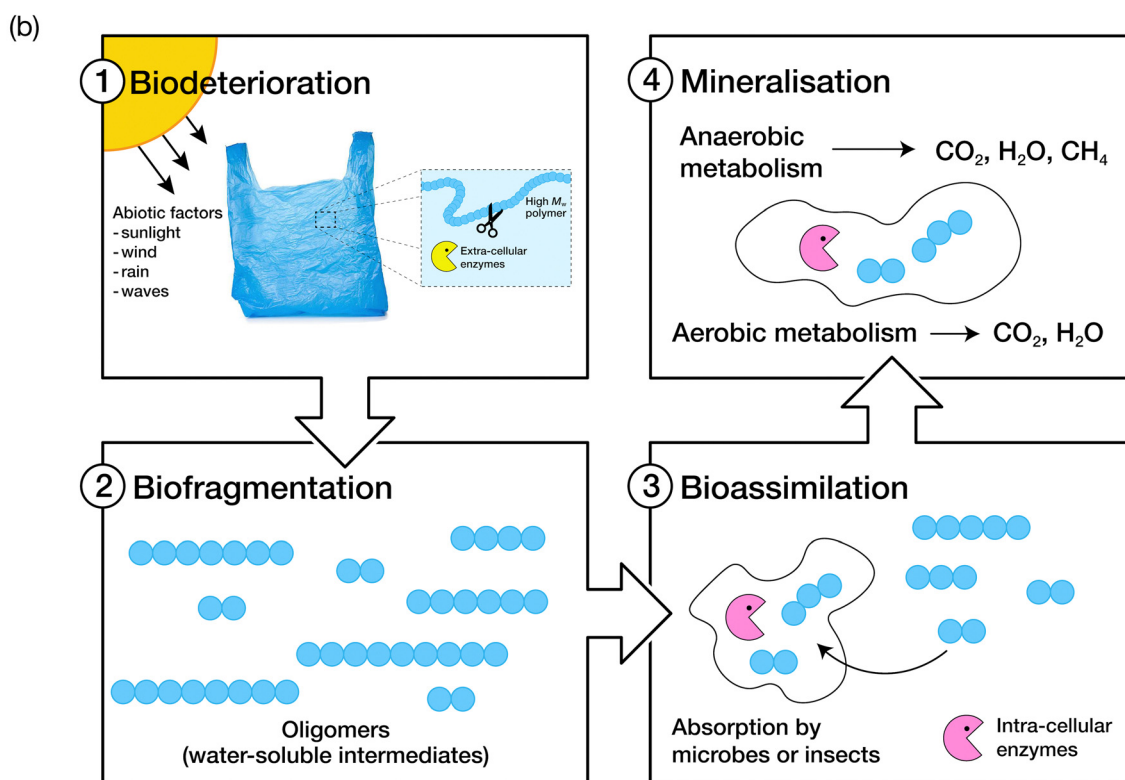 (b)
1 Biodeterioration
Abiotic factors
- sunlight
- wind
- rain
- waves
High Mw
polymer
Extra-cellular
enzymes
2 Biofragmentation
Oligomers
(water-soluble intermediates)
3 Bioassimilation
Absorption by
microbes or insects
Intra-cellular
enzymes
4 Mineralisation
Anaerobic
metabolism
CO₂, H₂O, CH₄
Aerobic metabolism
CO₂, H₂O